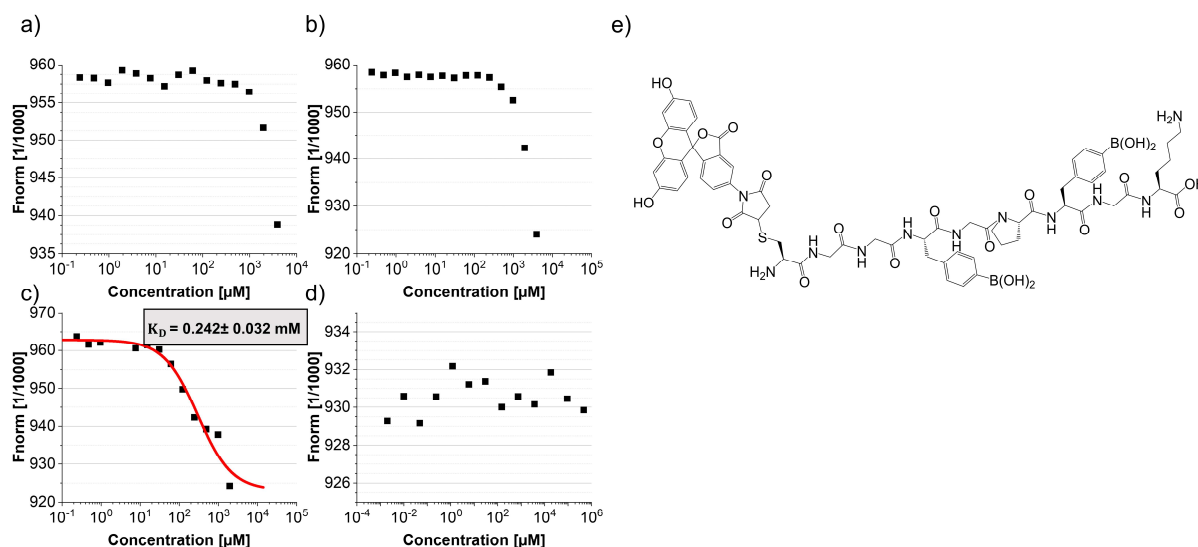 a)
960
955
950
945
940
935
Fnorm [1/1000]
10-1 100 101 102 103 104
Concentration [µM]
b)
960
950
940
930
920
Fnorm [1/1000]
10-1 100 101 102 103 104 105
Concentration [µM]
c)
970
960
950
940
930
920
Fnorm [1/1000]
KD = 0.242± 0.032 mM
10-1 100 101 102 103 104 105
Concentration [µM]
d)
934
932
930
928
926
Fnorm [1/1000]
10-4 10-2 100 102 104 106
Concentration [µM]
e)
HO
O
O
O
HO
O
N
O
S
H2N
O
H
N
O
N
H
O
H
N
O
B(OH)2
N
H
O
N
O
H
N
B(OH)2
O
H
N
O
N
H
H2N
O
O